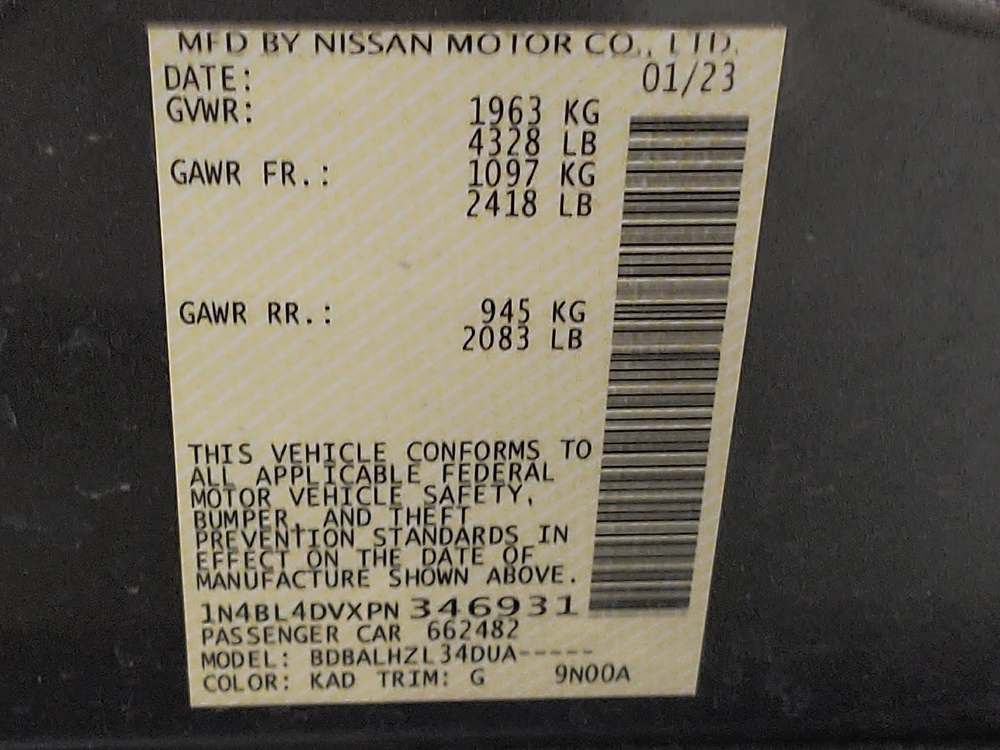 MFD BY NISSAN MOTOR CO., LTD.
DATE: 01/23
GVWR: 1963 KG
4328 LB
GAWR FR.: 1097 KG
2418 LB
GAWR RR.: 945 KG
2083 LB
THIS VEHICLE CONFORMS TO
ALL APPLICABLE FEDERAL
MOTOR VEHICLE SAFETY,
BUMPER, AND THEFT
PREVENTION STANDARDS IN
EFFECT ON THE DATE OF
MANUFACTURE SHOWN ABOVE.
1N4BL4DVXPN 346931
PASSENGER CAR 662482
MODEL: BDBALHZL34DUA-----
COLOR: KAD TRIM: G 9N00A